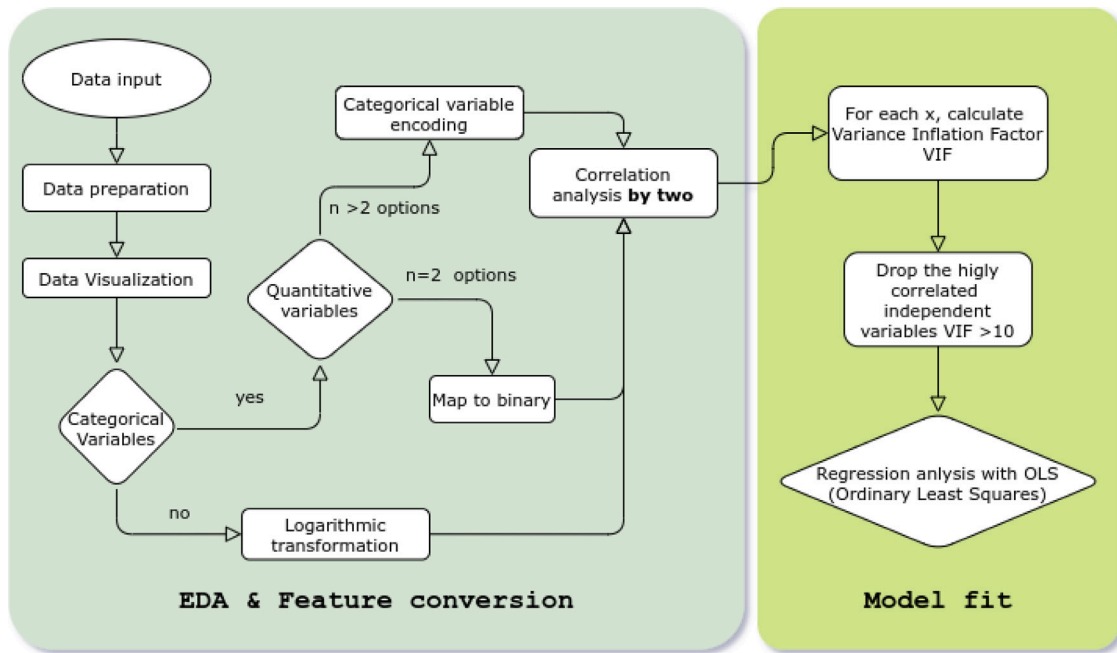 Data input
Data preparation
Data Visualization
Categorical
Variables
yes
no
Logarithmic
transformation
Quantitative
variables
n >2 options
n=2 options
Categorical variable
encoding
Map to binary
Correlation
analysis by two
EDA & Feature conversion
For each x, calculate
Variance Inflation Factor
VIF
Drop the higly
correlated
independent
variables VIF >10
Regression anlysis with OLS
(Ordinary Least Squares)
Model fit